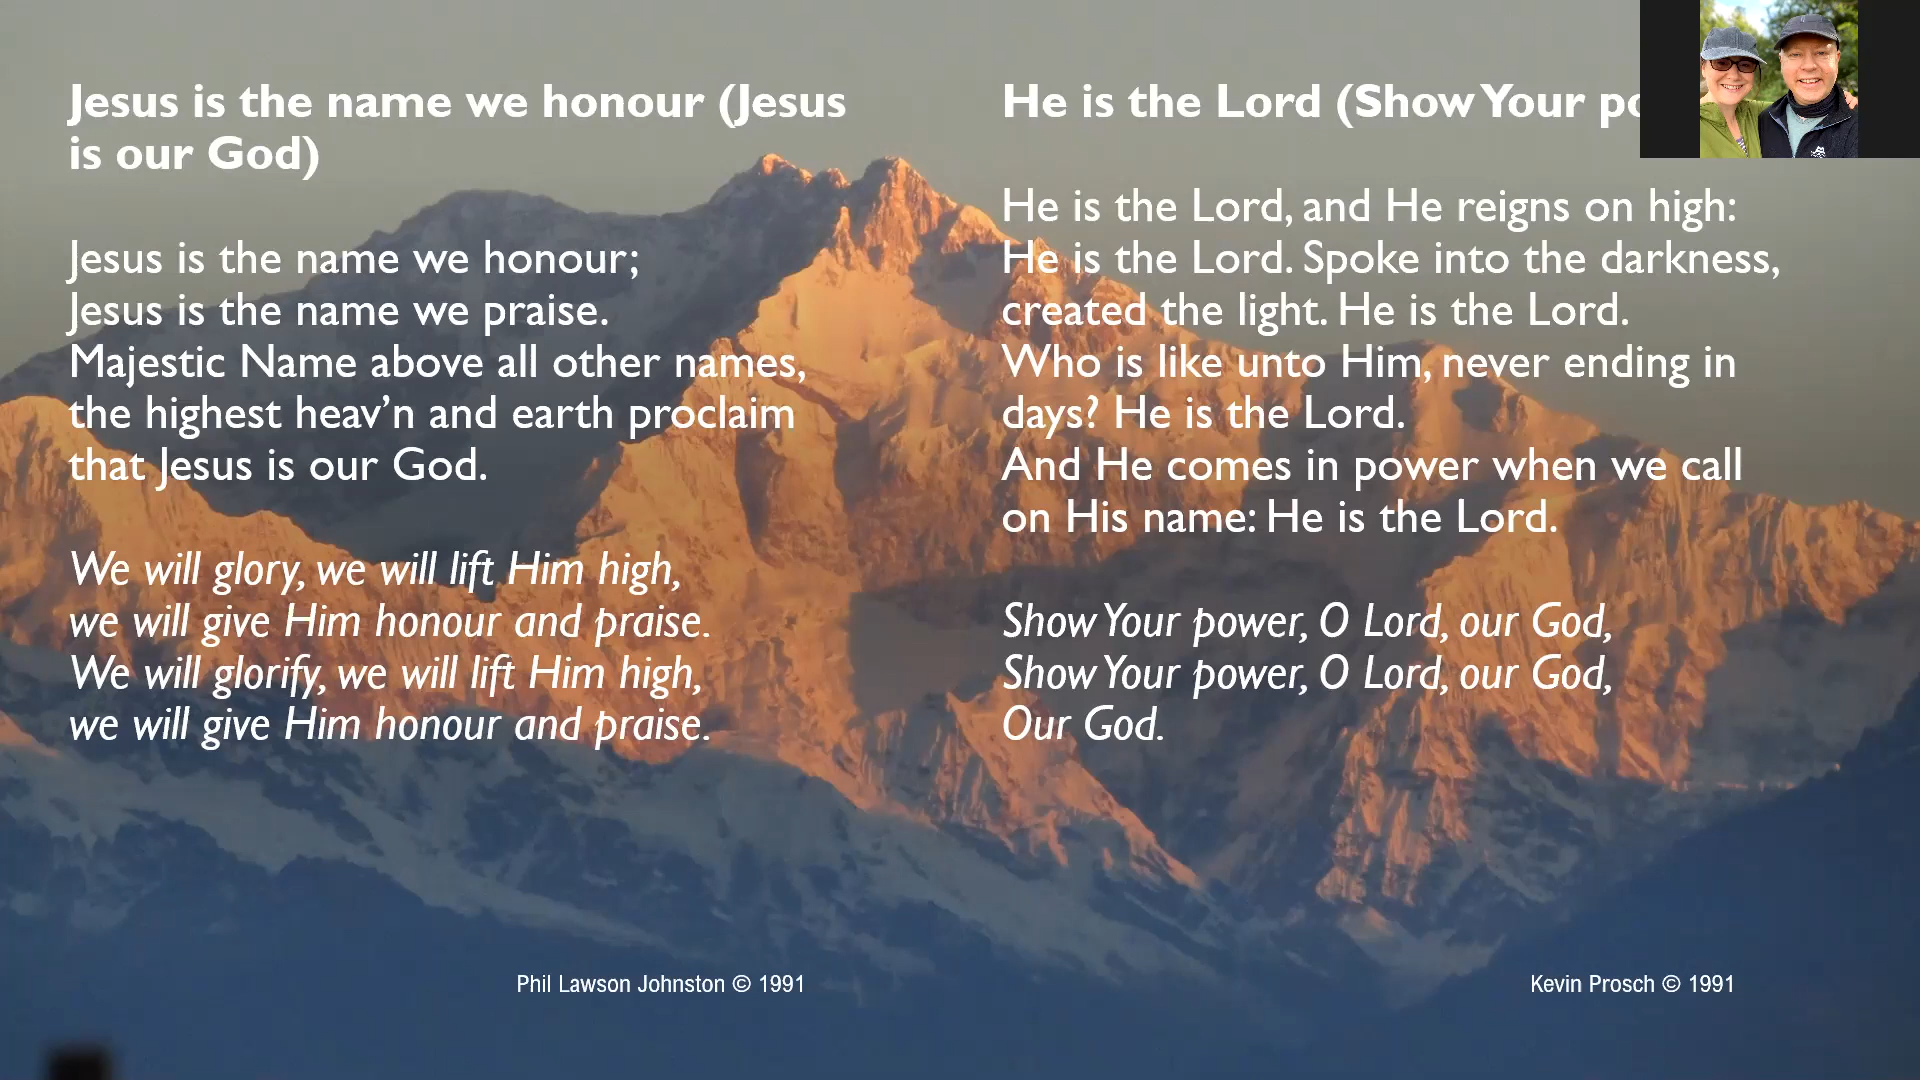 Jesus is the name we honour (Jesus
is our God)
Jesus is the name we honour;
Jesus is the name we praise.
Majestic Name above all other names,
the highest heav’n and earth proclaim
that Jesus is our God.
We will glory, we will lift Him high,
we will give Him honour and praise.
We will glorify, we will lift Him high,
we will give Him honour and praise.
Phil Lawson Johnston © 1991
He is the Lord (Show Your
He is the Lord, and He reigns on high:
He is the Lord. Spoke into the darkness,
created the light. He is the Lord.
Who is like unto Him, never ending in
days? He is the Lord.
And He comes in power when we call
on His name: He is the Lord.
Show Your power, O Lord, our God,
Show Your power, O Lord, our God,
Our God.
Kevin Prosch © 1991